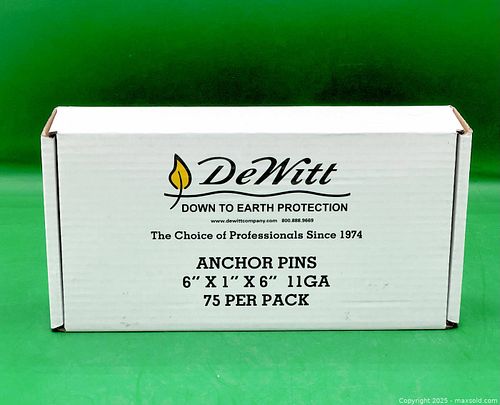 DeWitt
DOWN TO EARTH PROTECTION
www.dewittcompany.com 800.888.9669
The Choice of Professionals Since 1974
ANCHOR PINS
6″ X 1″ X 6″ 11GA
75 PER PACK
Copyright 2025 - maxsold.com